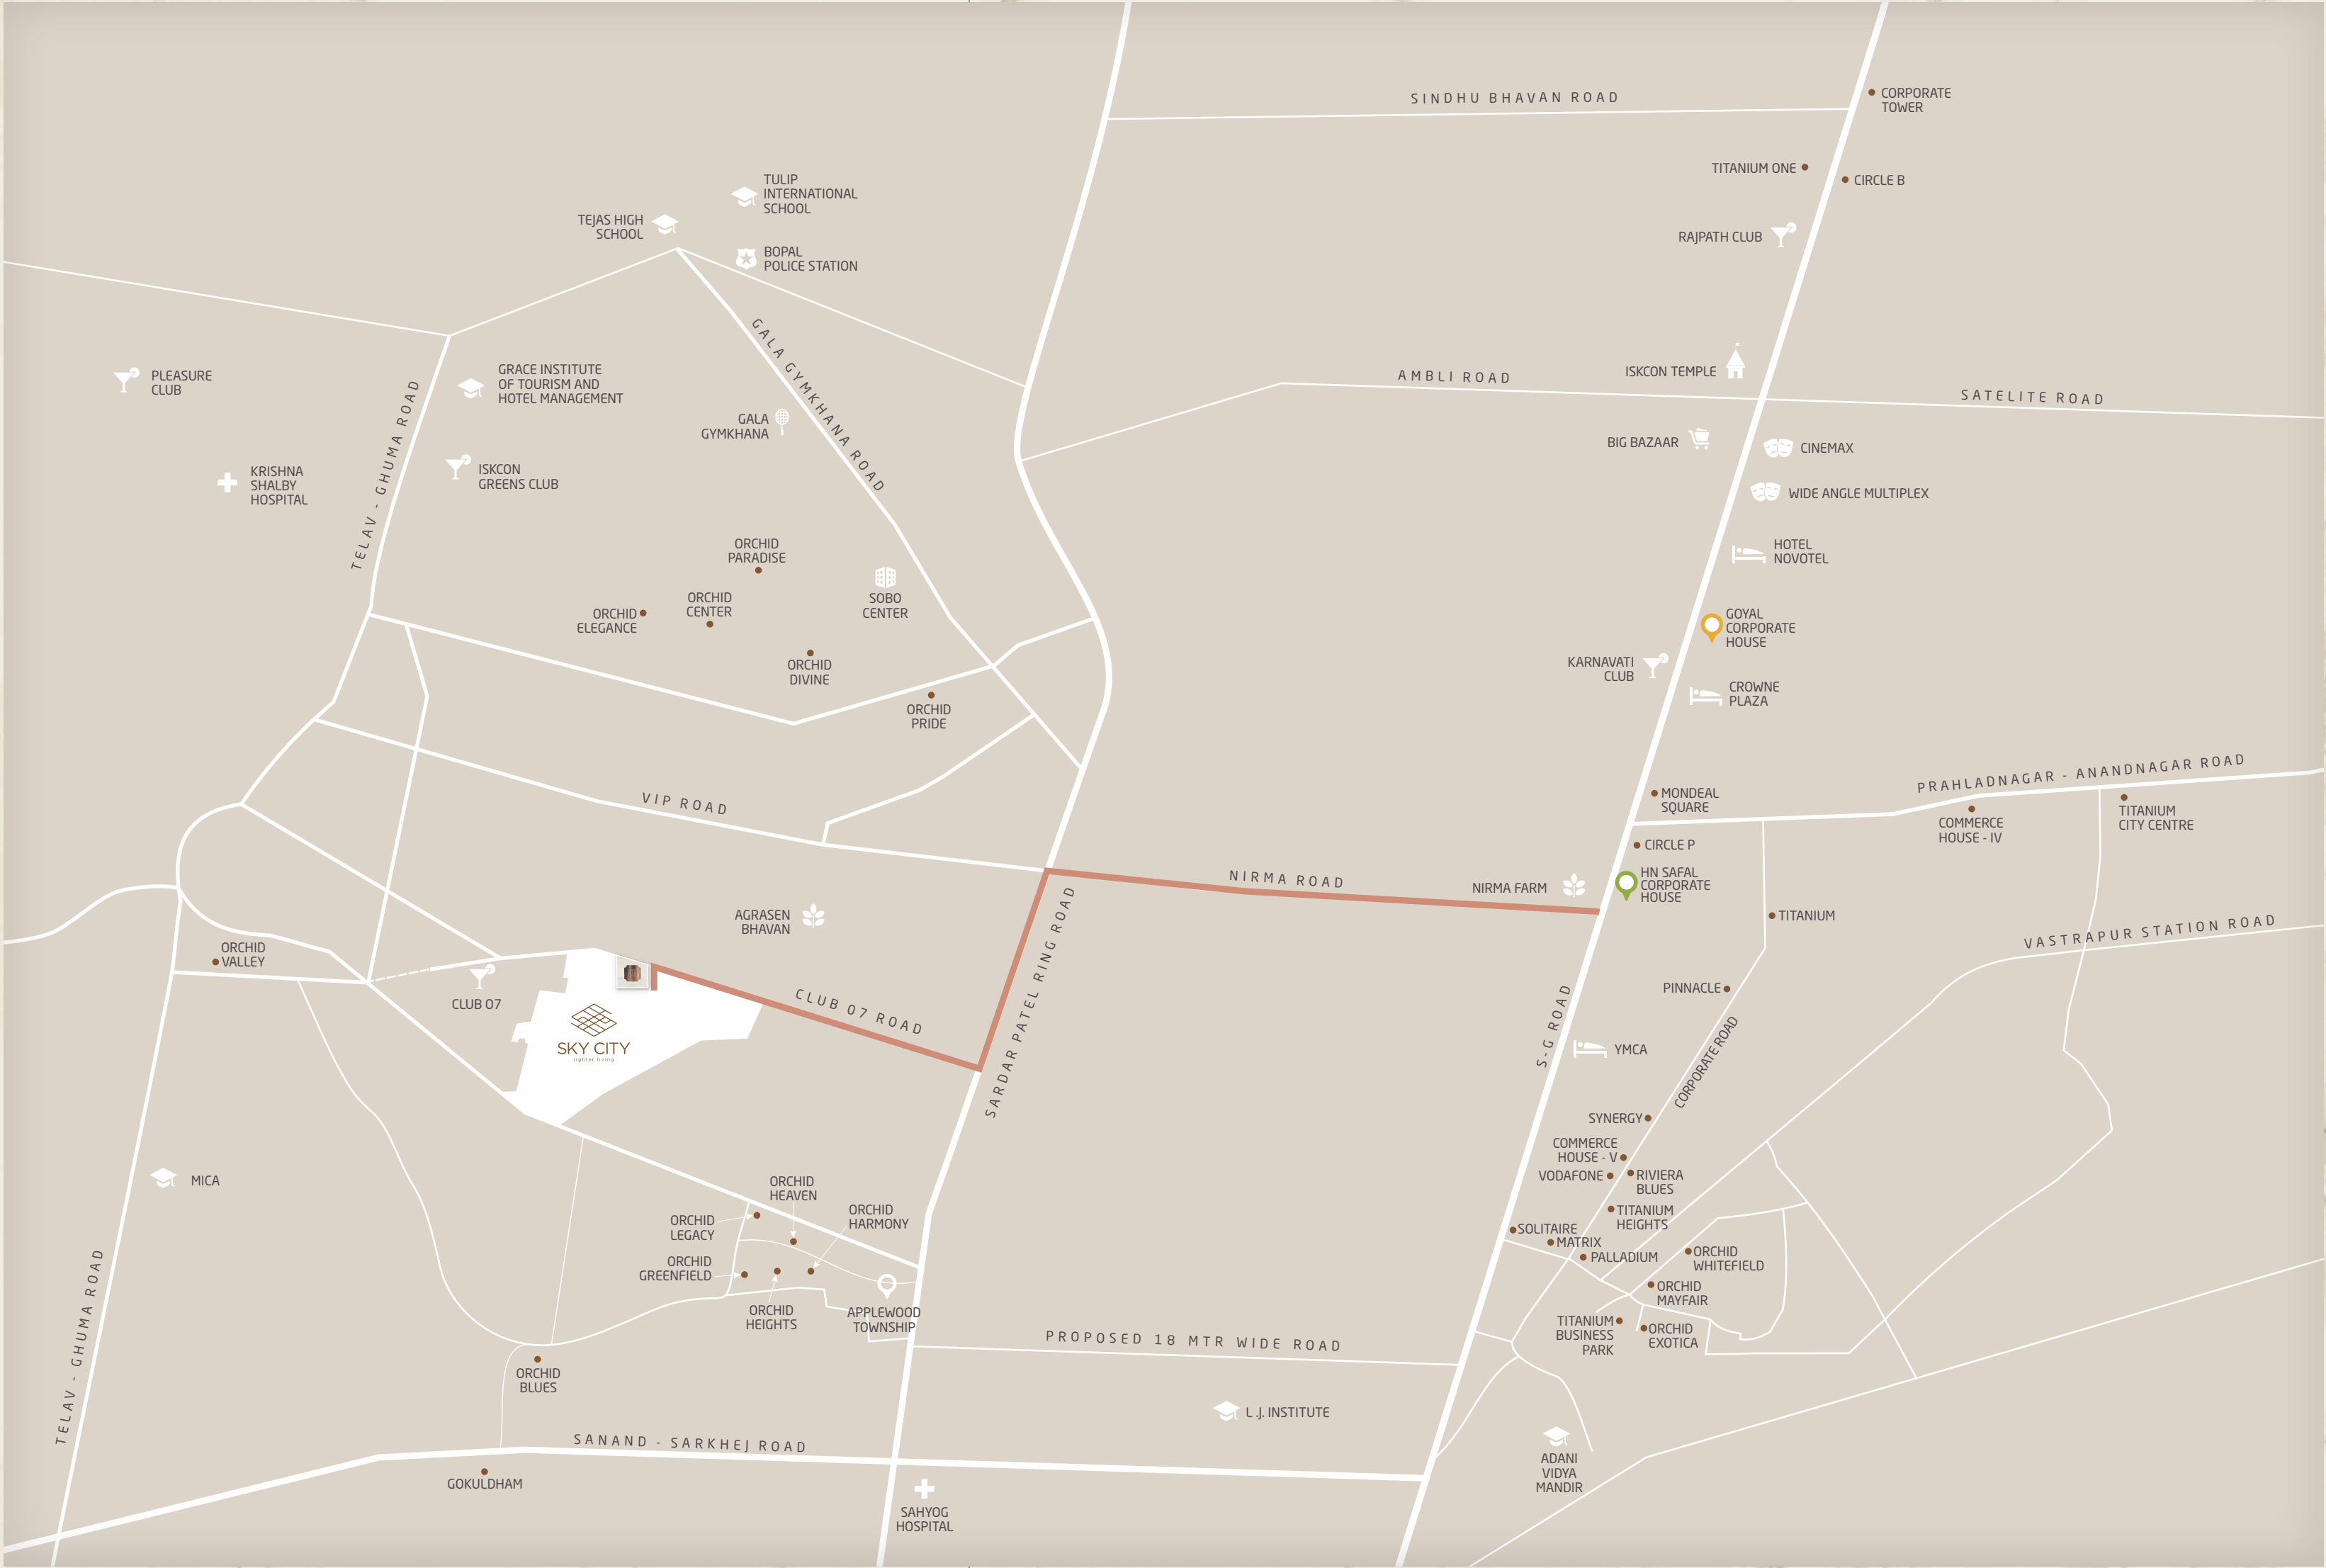 SINDHU BHAVAN ROAD
CORPORATE
TOWER
TITANIUM ONE
CIRCLE B
TULIP
INTERNATIONAL
SCHOOL
TEJAS HIGH
SCHOOL
RAJPATH CLUB
BOPAL
POLICE STATION
GALA GYMKHANA ROAD
PLEASURE
CLUB
GRACE INSTITUTE
OF TOURISM AND
HOTEL MANAGEMENT
TELAV - GHUMA ROAD
AMBLI ROAD
ISKCON TEMPLE
SATELITE ROAD
GALA
GYMKHANA
BIG BAZAAR
CINEMAX
KRISHNA
SHALBY
HOSPITAL
ISKCON
GREENS CLUB
WIDE ANGLE MULTIPLEX
ORCHID
PARADISE
HOTEL
NOVOTEL
ORCHID
CENTER
SOBO
CENTER
ORCHID
ELEGANCE
GOYAL
CORPORATE
HOUSE
ORCHID
DIVINE
KARNAVATI
CLUB
CROWNE
PLAZA
ORCHID
PRIDE
PRAHLADNAGAR - ANANDNAGAR ROAD
VIP ROAD
MONDEAL
SQUARE
COMMERCE
HOUSE - IV
TITANIUM
CITY CENTRE
CIRCLE P
NIRMA ROAD
NIRMA FARM
HN SAFAL
CORPORATE
HOUSE
AGRASEN
BHAVAN
TITANIUM
VASTRAPUR STATION ROAD
ORCHID
VALLEY
CLUB 07
CLUB 07 ROAD
SARDAR PATEL RING ROAD
S-G ROAD
PINNACLE
SKY CITY
lighter living
YMCA
CORPORATE ROAD
SYNERGY
COMMERCE
HOUSE - V
VODAFONE
RIVIERA
BLUES
MICA
ORCHID
HEAVEN
ORCHID
LEGACY
ORCHID
HARMONY
TITANIUM
HEIGHTS
SOLITAIRE
MATRIX
PALLADIUM
ORCHID
WHITEFIELD
ORCHID
GREENFIELD
ORCHID
HEIGHTS
APPLEWOOD
TOWNSHIP
ORCHID
MAYFAIR
TITANIUM
BUSINESS
PARK
ORCHID
EXOTICA
TELAV - GHUMA ROAD
PROPOSED 18 MTR WIDE ROAD
ORCHID
BLUES
L.J. INSTITUTE
SANAND - SARKHEJ ROAD
GOKULDHAM
ADANI
VIDYA
MANDIR
SAHYOG
HOSPITAL